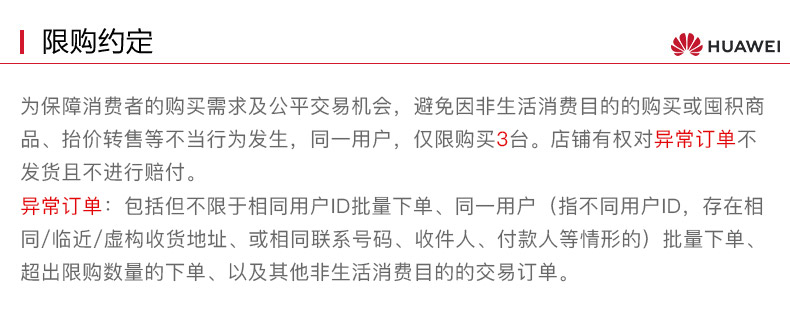 限购约定
HUAWEI
为保障消费者的购买需求及公平交易机会，避免因非生活消费目的的购买或囤积商
品、抬价转售等不当行为发生，同一用户，仅限购买3台。店铺有权对异常订单不
发货且不进行赔付。
异常订单：包括但不限于相同用户ID批量下单、同一用户（指不同用户ID，存在相
同/临近/虚构收货地址、或相同联系号码、收件人、付款人等情形的）批量下单、
超出限购数量的下单、以及其他非生活消费目的的交易订单。